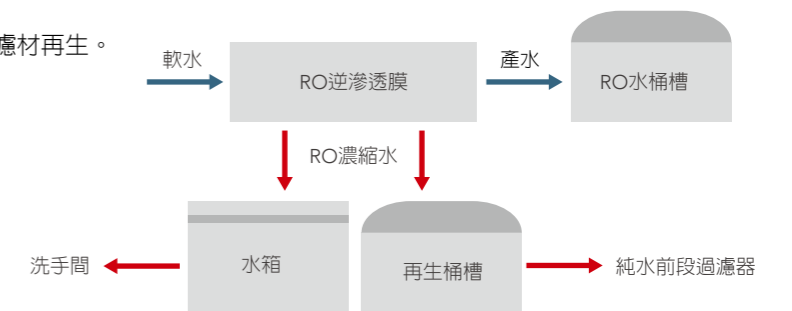 濾材再生。
軟水
產水
RO逆滲透膜
RO水桶槽
RO濃縮水
水箱
再生桶槽
洗手間
純水前段過濾器